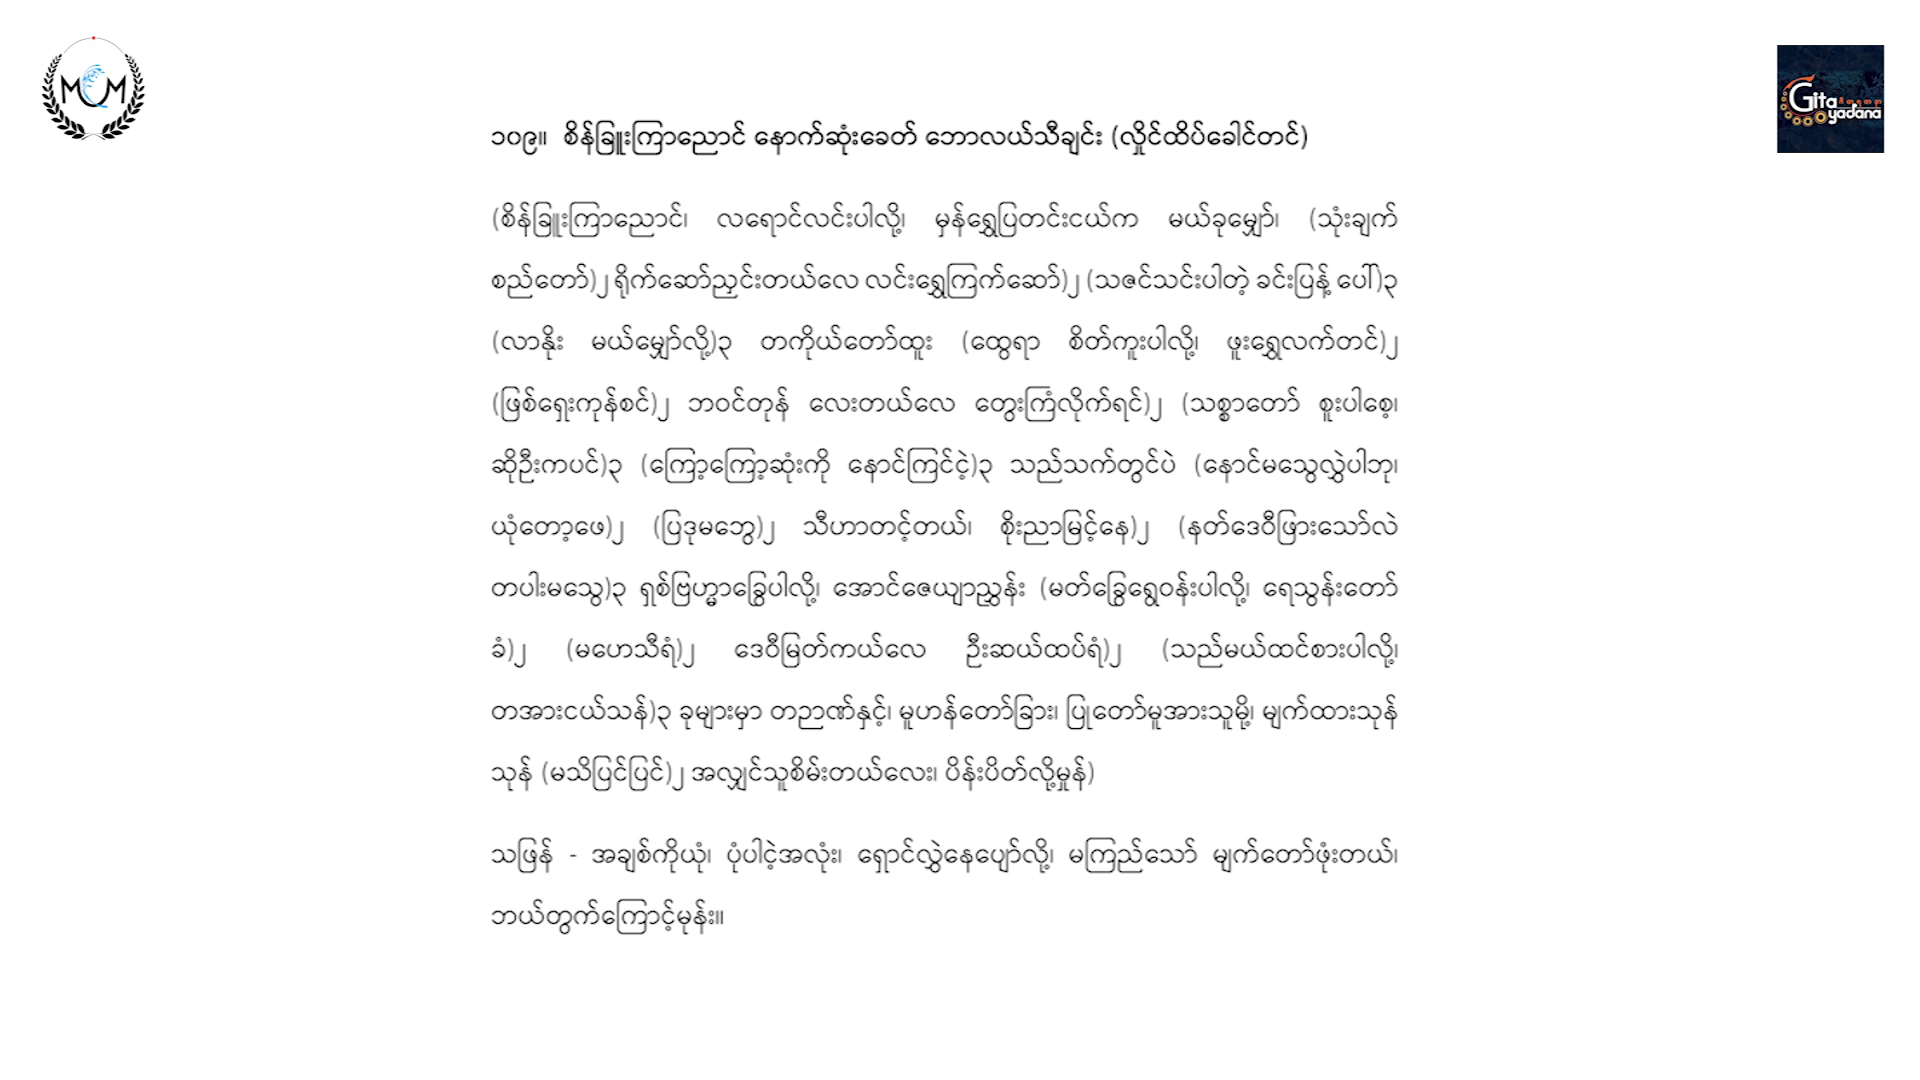 MQM
Gita
ဂီတရတနာ
yadana
၁၀၉။ စိန်ခြူးကြာညောင် နောက်ဆုံးခေတ် ဘောလယ်သီချင်း (လှိုင်ထိပ်ခေါင်တင်)
(စိန်ခြူးကြာညောင်၊ လရောင်လင်းပါလို့၊ မှန်ရွှေပြတင်းငယ်က မယ်ခုမျှော်၊ (သုံးချက်
စည်တော်)၂ ရိုက်ဆော်ညှင်းတယ်လေ လင်းရွှေကြက်ဆော်)၂ (သဇင်သင်းပါတဲ့ ခင်းပြန့် ပေါ်)၃
(လာနိုး မယ်မျှော်လို့)၃ တကိုယ်တော်ထူး (ထွေရာ စိတ်ကူးပါလို့၊ ဖူးရွှေလက်တင်)၂
(ဖြစ်ရှေးကုန်စင်)၂ ဘဝင်တုန် လေးတယ်လေ တွေးကြံလိုက်ရင်)၂ (သစ္စာတော် စူးပါစေ့၊
ဆိုဦးကပင်)၃ (ကြော့ကြော့ဆုံးကို နောင်ကြင်ငဲ့)၃ သည်သက်တွင်ပဲ (နောင်မသွေလွှဲပါဘု၊
ယုံတော့ဖေ)၂ (ပြဒုမဘွေ)၂ သီဟာတင့်တယ်၊ စိုးညာမြင့်နေ)၂ (နတ်ဒေဝီဖြားသော်လဲ
တပါးမသွေ)၃ ရှစ်ဗြဟ္မာခြွေပါလို့၊ အောင်ဇေယျာညွှန်း (မတ်ခြွေရွေဝန်းပါလို့၊ ရေသွန်းတော်
ခံ)၂ (မဟေသီရံ)၂ ဒေဝီမြတ်ကယ်လေ ဦးဆယ်ထပ်ရံ)၂ (သည်မယ်ထင်စားပါလို့၊
တအားငယ်သန်)၃ ခုများမှာ တဉာဏ်နှင့်၊ မူဟန်တော်ခြား၊ ပြုတော်မူအားသူမို့၊ မျက်ထားသုန်
သုန် (မသိပြင်ပြင်)၂ အလျှင်သူစိမ်းတယ်လေး၊ ပိန်းပိတ်လို့မှုန်)
သဖြန် - အချစ်ကိုယုံ၊ ပုံပါငဲ့အလုံး၊ ရှောင်လွှဲနေပျော်လို့၊ မကြည်သော် မျက်တော်ဖုံးတယ်၊
ဘယ်တွက်ကြောင့်မုန်း။